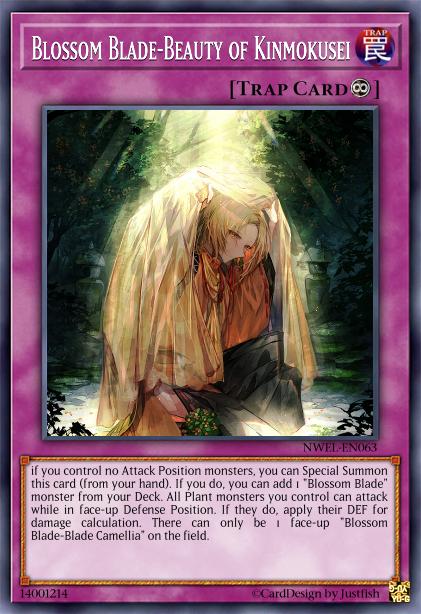 BLOSSOM BLADE-BEAUTY OF KINMOKUSEI
TRAP
罠
[TRAP CARD ]
NWEL-EN063
if you control no Attack Position monsters, you can Special Summon
this card (from your hand). If you do, you can add 1 "Blossom Blade"
monster from your Deck. All Plant monsters you control can attack
while in face-up Defense Position. If they do, apply their DEF for
damage calculation. There can only be 1 face-up "Blossom
Blade-Blade Camellia" on the field.
14001214
©CardDesign by Justfish